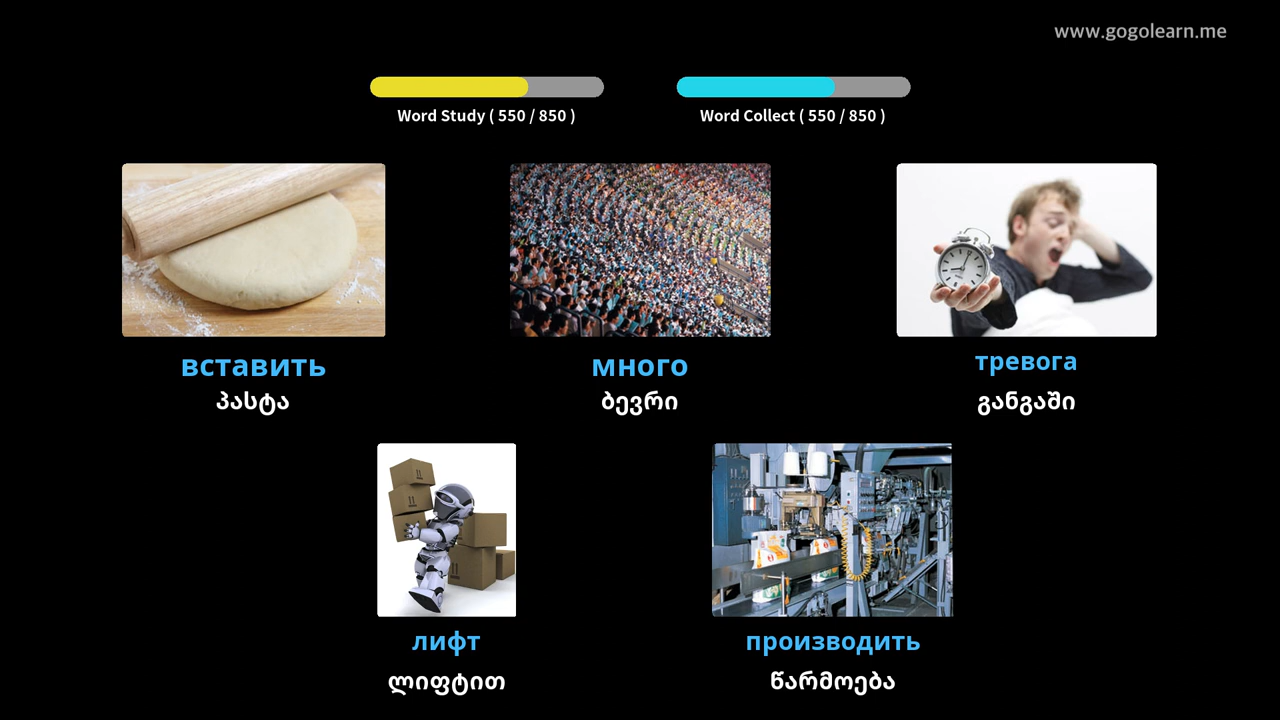 www.gogolearn.me
Word Study ( 550 / 850 )
Word Collect ( 550 / 850 )
вставить
პასტა
много
ბევრი
тревога
განგაში
лифт
ლიფტით
производить
წარმოება